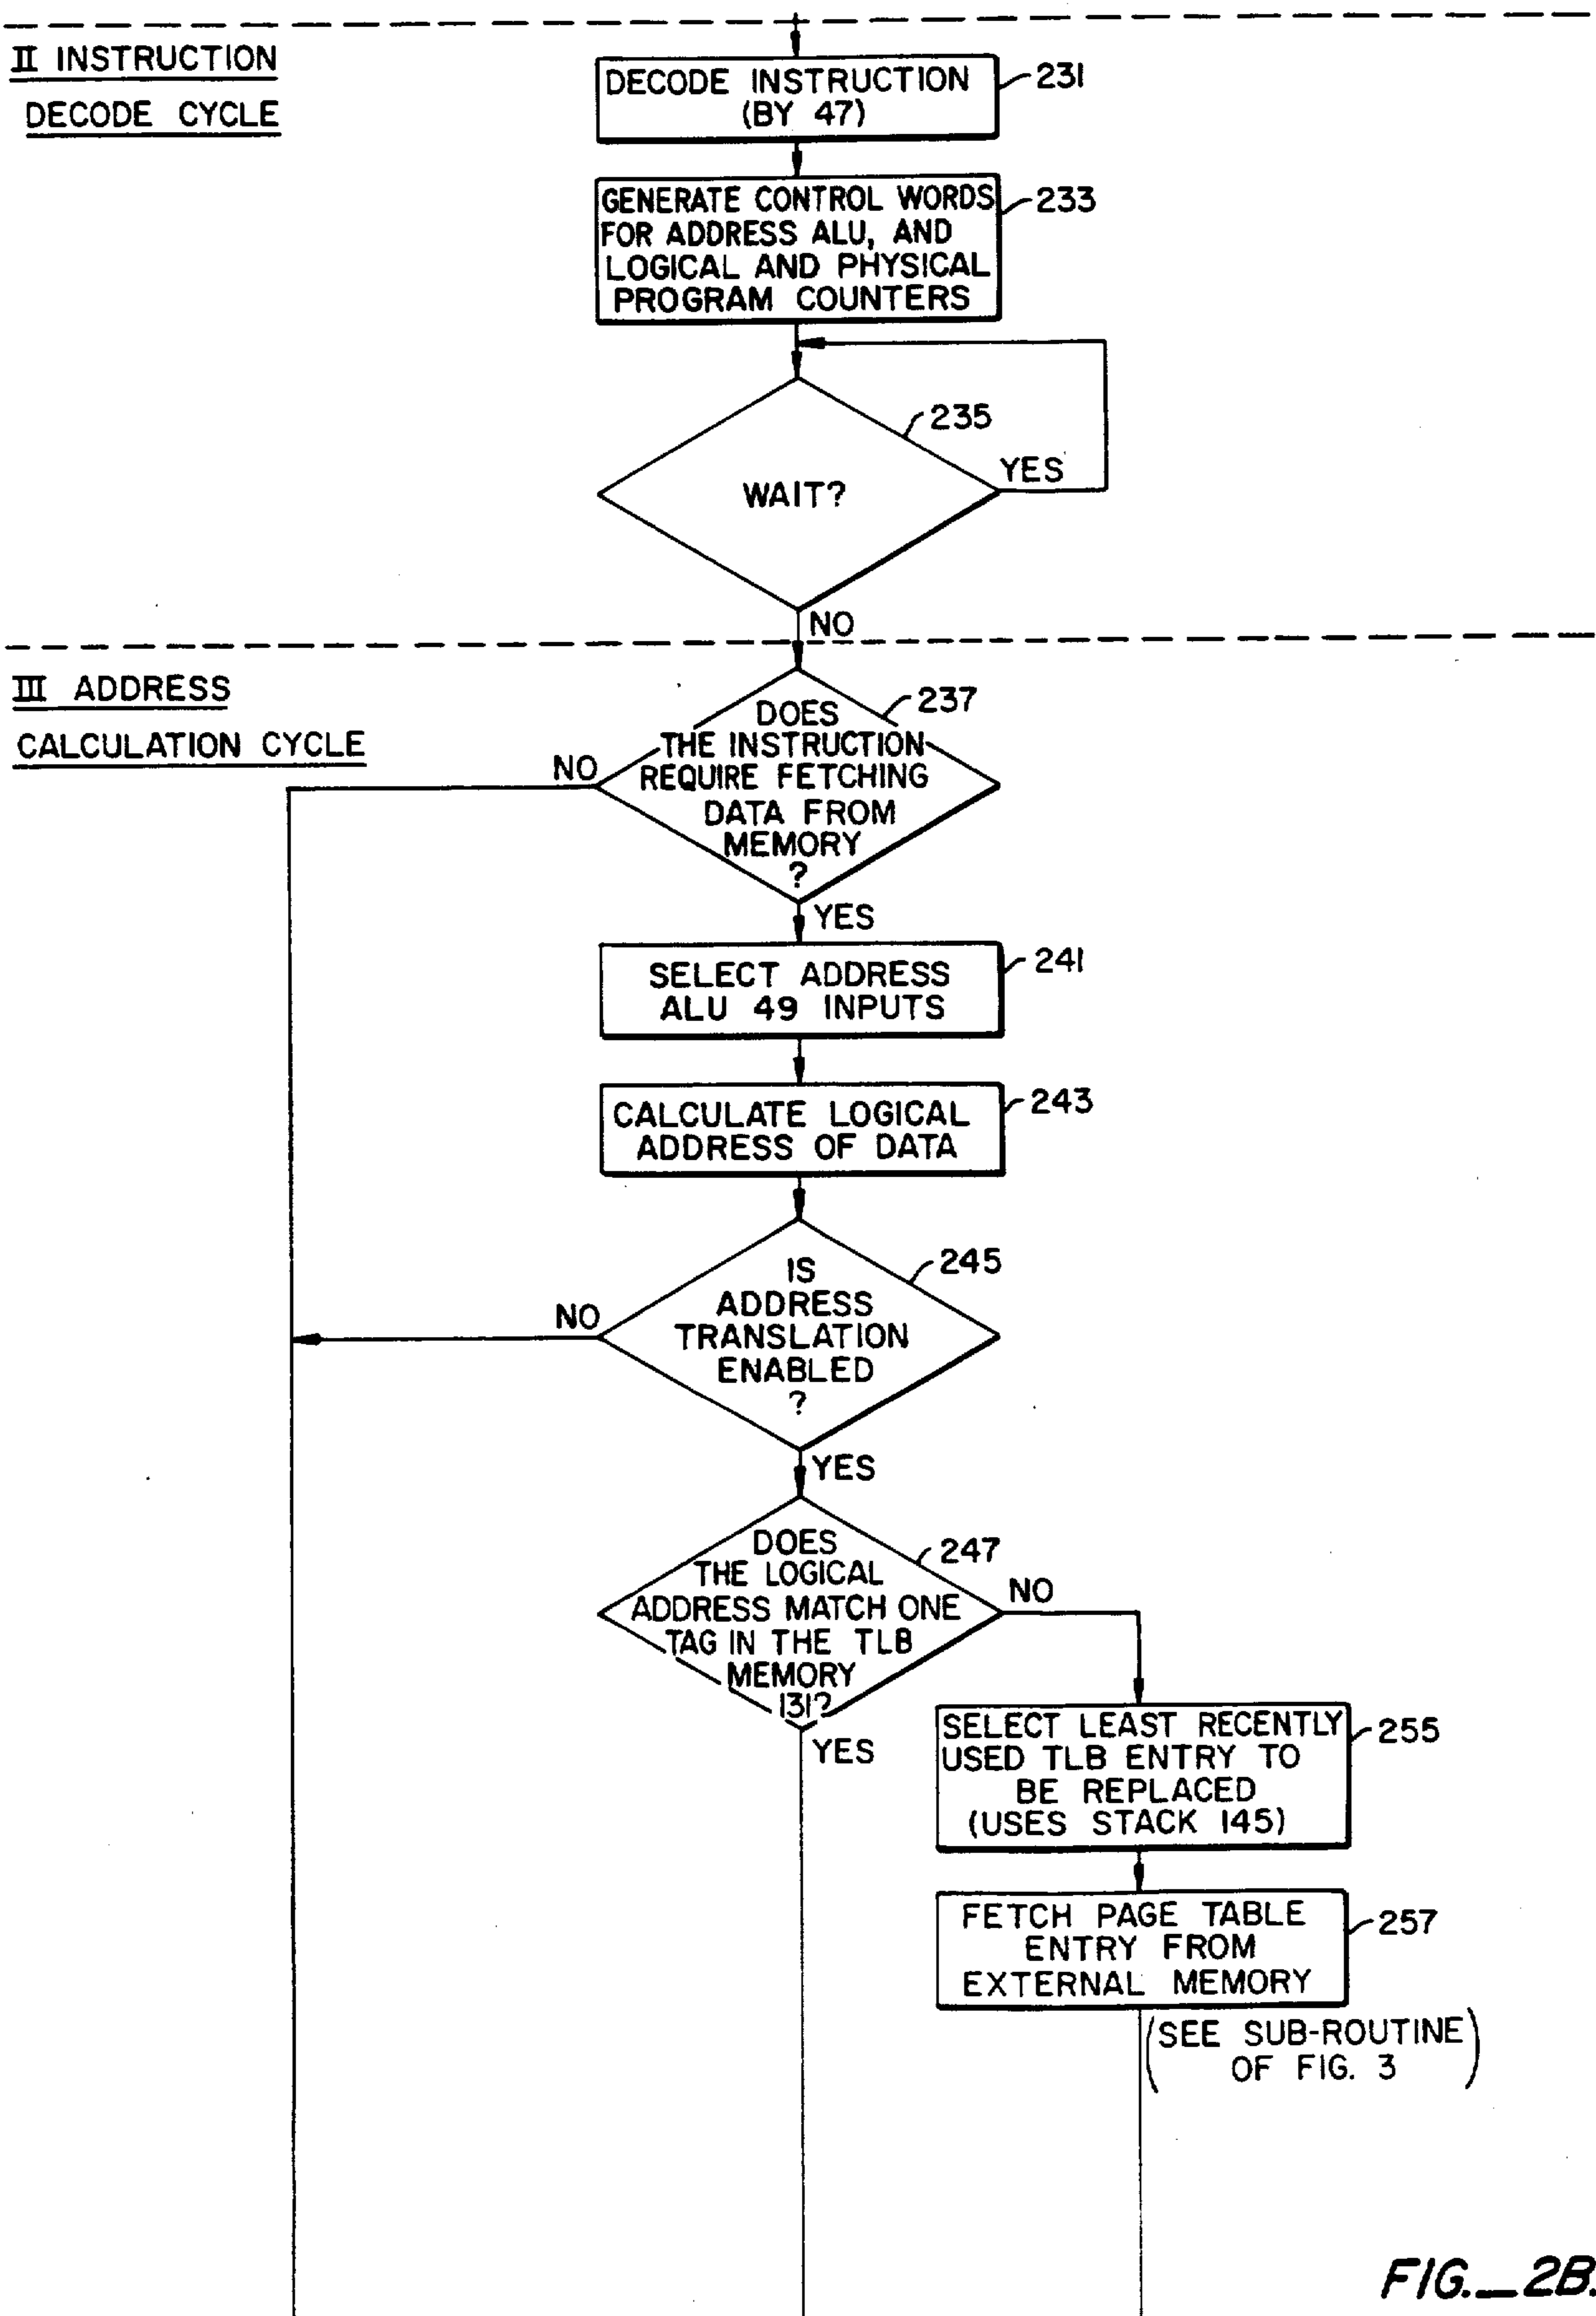 II INSTRUCTION
DECODE CYCLE
DECODE INSTRUCTION
(BY 47)
231
GENERATE CONTROL WORDS
FOR ADDRESS ALU, AND
LOGICAL AND PHYSICAL
PROGRAM COUNTERS
233
235
WAIT?
YES
NO
III ADDRESS
CALCULATION CYCLE
237
DOES
THE INSTRUCTION
REQUIRE FETCHING
DATA FROM
MEMORY
?
NO
YES
SELECT ADDRESS
ALU 49 INPUTS
241
CALCULATE LOGICAL
ADDRESS OF DATA
243
IS
ADDRESS
TRANSLATION
ENABLED
?
245
NO
YES
DOES
THE LOGICAL
ADDRESS MATCH ONE
TAG IN THE TLB
MEMORY
131?
247
NO
YES
SELECT LEAST RECENTLY
USED TLB ENTRY TO
BE REPLACED
(USES STACK 145)
255
FETCH PAGE TABLE
ENTRY FROM
EXTERNAL MEMORY
257
(SEE SUB-ROUTINE
OF FIG. 3)
FIG._2B.